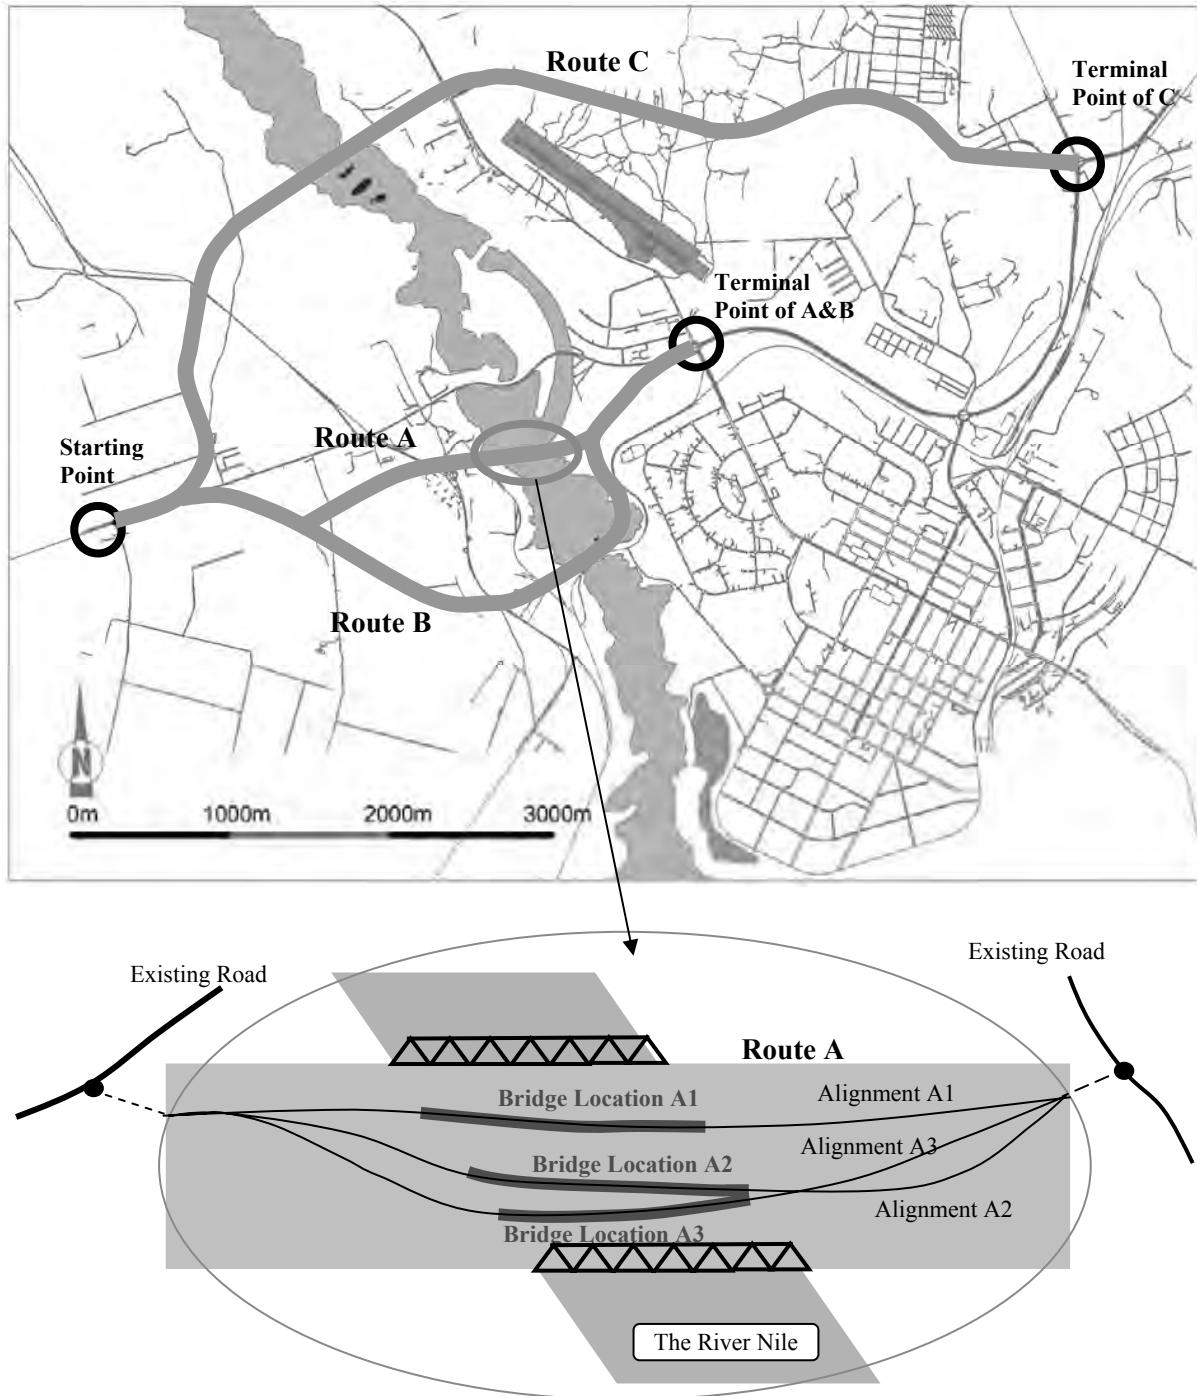 Route C
Terminal
Point of C
Terminal
Point of A&B
Route A
Starting
Point
Route B
N
0m 1000m 2000m 3000m
Existing Road
Existing Road
Route A
Bridge Location A1
Alignment A1
Alignment A3
Bridge Location A2
Alignment A2
Bridge Location A3
The River Nile